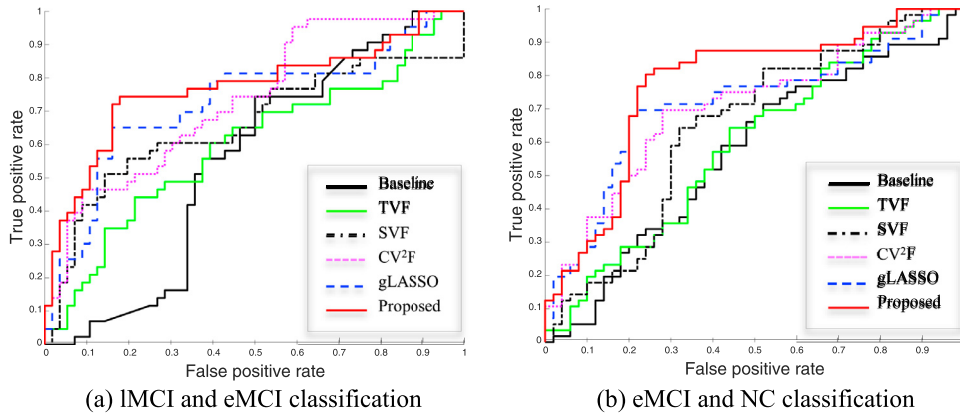 1
0.9
0.8
0.7
0.6
0.5
0.4
0.3
0.2
0.1
0
True positive rate
0 0.1 0.2 0.3 0.4 0.5 0.6 0.7 0.8 0.9 1
False positive rate
Baseline
TVF
SVF
CV²F
gLASSO
Proposed
(a) lMCI and eMCI classification
1
0.9
0.8
0.7
0.6
0.5
0.4
0.3
0.2
0.1
0
True positive rate
0 0.1 0.2 0.3 0.4 0.5 0.6 0.7 0.8 0.9
False positive rate
Baseline
TVF
SVF
CV²F
gLASSO
Proposed
(b) eMCI and NC classification